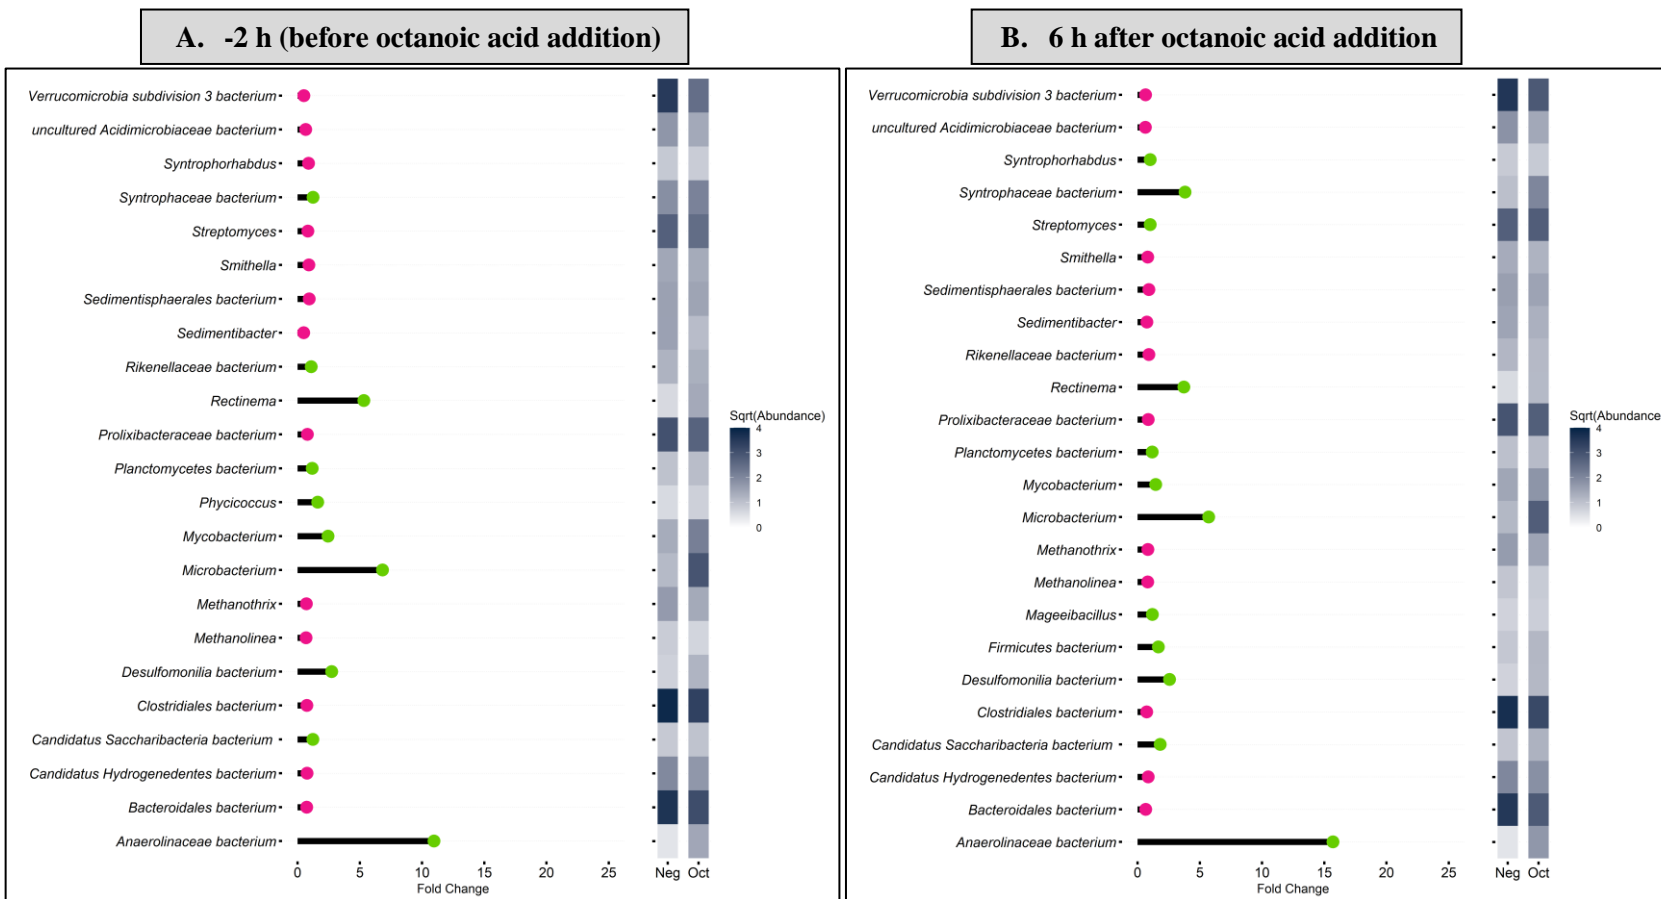 A. -2 h (before octanoic acid addition)
Verrucomicrobia subdivision 3 bacterium
uncultured Acidimicrobiaceae bacterium
Syntrophorhabdus
Syntrophaceae bacterium
Streptomyces
Smithella
Sedimentisphaerales bacterium
Sedimentibacter
Rikenellaceae bacterium
Rectinema
Prolixibacteraceae bacterium
Planctomycetes bacterium
Phycicoccus
Mycobacterium
Microbacterium
Methanothrix
Methanolinea
Desulfomonilia bacterium
Clostridiales bacterium
Candidatus Saccharibacteria bacterium
Candidatus Hydrogenedentes bacterium
Bacteroidales bacterium
Anaerolinaceae bacterium
0 5 10 15 20 25
Fold Change
Neg Oct
Sqrt(Abundance)
4
3
2
1
0
B. 6 h after octanoic acid addition
Verrucomicrobia subdivision 3 bacterium
uncultured Acidimicrobiaceae bacterium
Syntrophorhabdus
Syntrophaceae bacterium
Streptomyces
Smithella
Sedimentisphaerales bacterium
Sedimentibacter
Rikenellaceae bacterium
Rectinema
Prolixibacteraceae bacterium
Planctomycetes bacterium
Mycobacterium
Microbacterium
Methanothrix
Methanolinea
Mageeibacillus
Firmicutes bacterium
Desulfomonilia bacterium
Clostridiales bacterium
Candidatus Saccharibacteria bacterium
Candidatus Hydrogenedentes bacterium
Bacteroidales bacterium
Anaerolinaceae bacterium
0 5 10 15 20 25
Fold Change
Neg Oct
Sqrt(Abundance
4
3
2
1
0